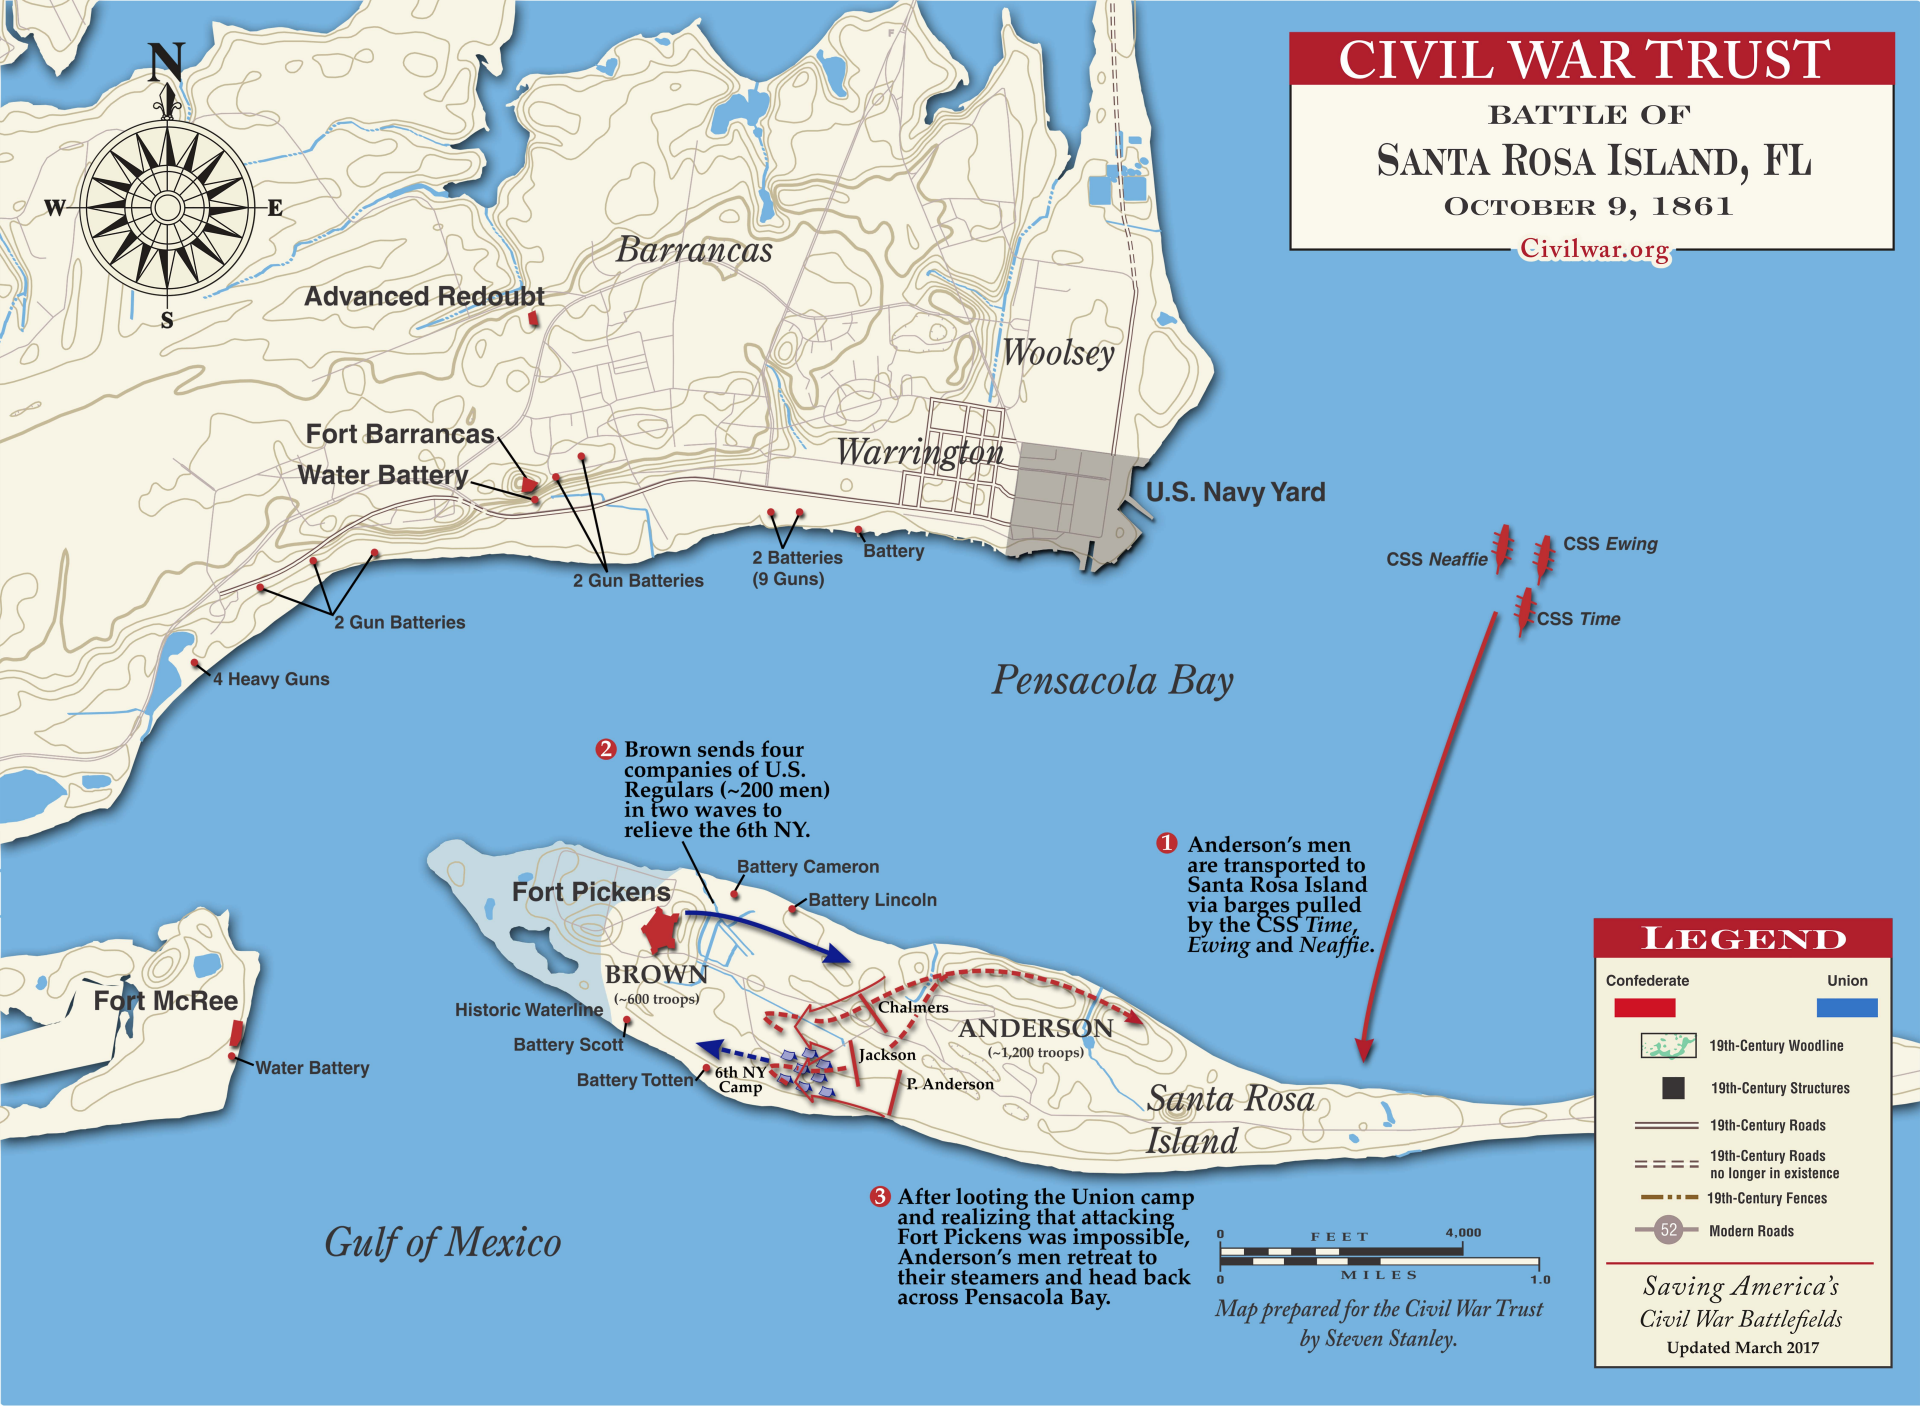 CIVIL WAR TRUST
BATTLE OF
SANTA ROSA ISLAND, FL
OCTOBER 9, 1861
Civilwar.org
N
W
E
S
Barrancas
Advanced Redoubt
Woolsey
Fort Barrancas
Water Battery
Warrington
U.S. Navy Yard
2 Batteries
(9 Guns)
Battery
2 Gun Batteries
2 Gun Batteries
4 Heavy Guns
CSS Neaffie
CSS Ewing
CSS Time
Pensacola Bay
2 Brown sends four
companies of U.S.
Regulars (~200 men)
in two waves to
relieve the 6th NY.
1 Anderson's men
are transported to
Santa Rosa Island
via barges pulled
by the CSS Time,
Ewing and Neaffie.
Battery Cameron
Battery Lincoln
Fort Pickens
BROWN
(~600 troops)
Historic Waterline
Battery Scott
Battery Totten
6th NY
Camp
Chalmers
Jackson
P. Anderson
ANDERSON
(~1,200 troops)
Fort McRee
Water Battery
Santa Rosa
Island
3 After looting the Union camp
and realizing that attacking
Fort Pickens was impossible,
Anderson's men retreat to
their steamers and head back
across Pensacola Bay.
Gulf of Mexico
0 FEET 4,000
0 MILES 1.0
Map prepared for the Civil War Trust
by Steven Stanley.
LEGEND
Confederate
Union
19th-Century Woodline
19th-Century Structures
19th-Century Roads
19th-Century Roads
no longer in existence
19th-Century Fences
52 Modern Roads
Saving America's
Civil War Battlefields
Updated March 2017